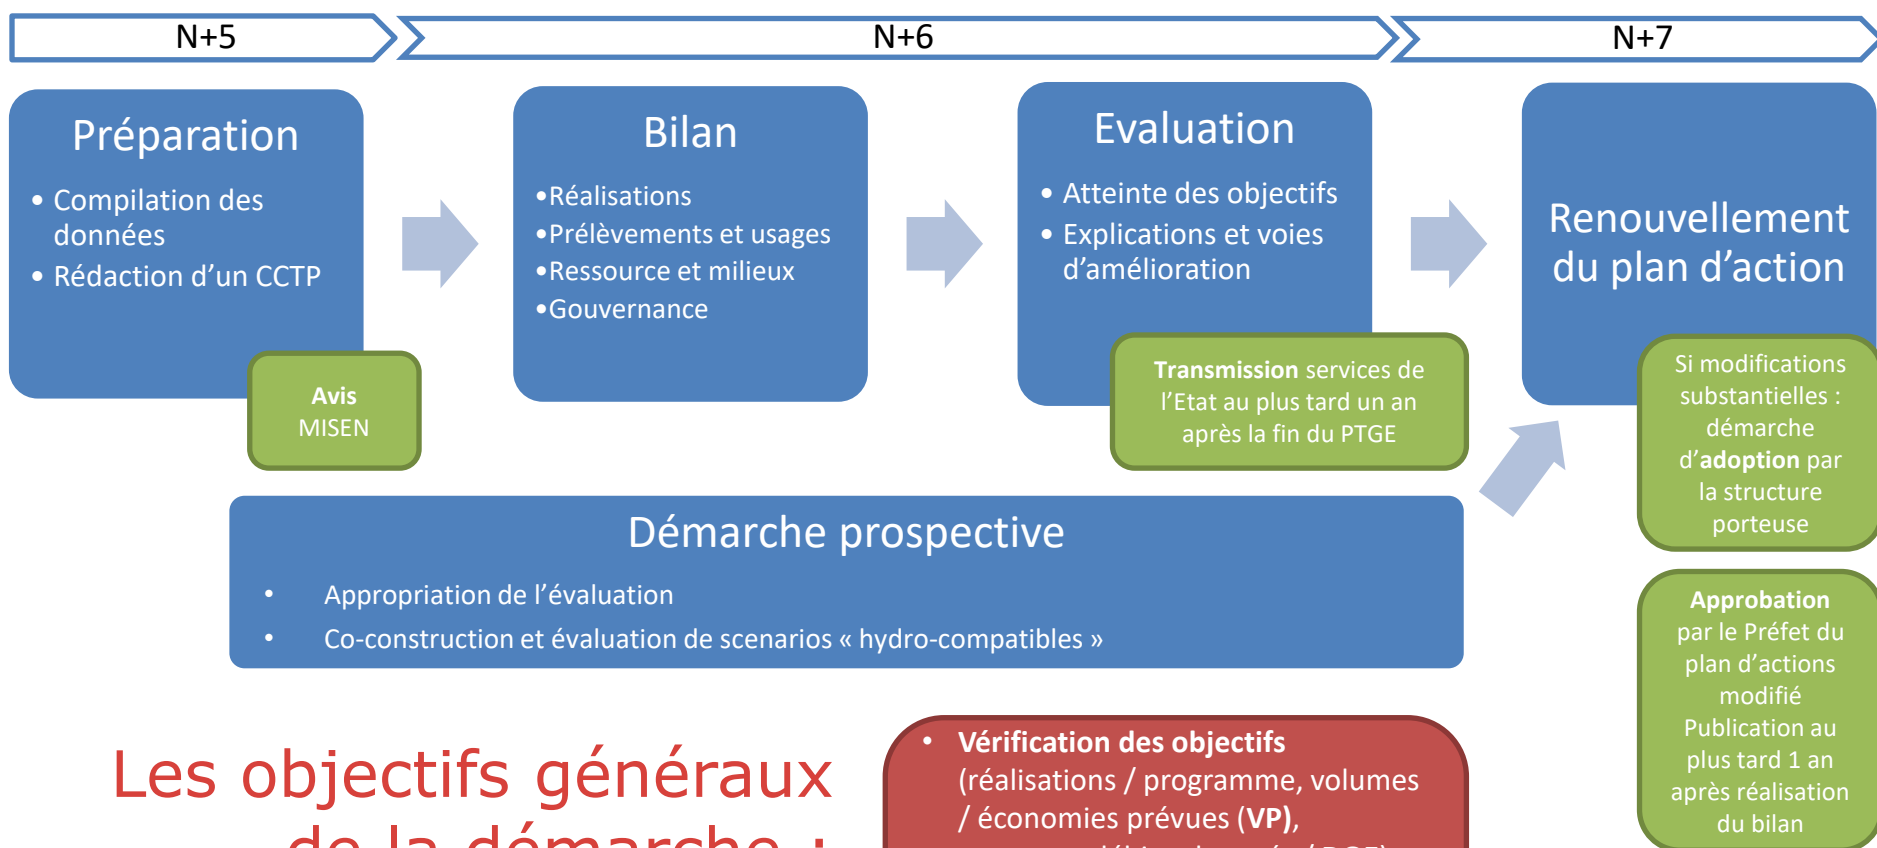 N+5
N+6
N+7
Préparation
• Compilation des
données
• Rédaction d’un CCTP
Avis
MISEN
Bilan
•Réalisations
•Prélèvements et usages
•Ressource et milieux
•Gouvernance
Evaluation
• Atteinte des objectifs
• Explications et voies
d’amélioration
Transmission services de
l’Etat au plus tard un an
après la fin du PTGE
Renouvellement
du plan d’action
Si modifications
substantielles :
démarche
d’adoption par
la structure
porteuse
Approbation
par le Préfet du
plan d’actions
modifié
Publication au
plus tard 1 an
après réalisation
du bilan
Démarche prospective
• Appropriation de l’évaluation
• Co-construction et évaluation de scenarios « hydro-compatibles »
Les objectifs généraux
de la démarche :
• Vérification des objectifs
(réalisations / programme, volumes
/ économies prévues (VP),